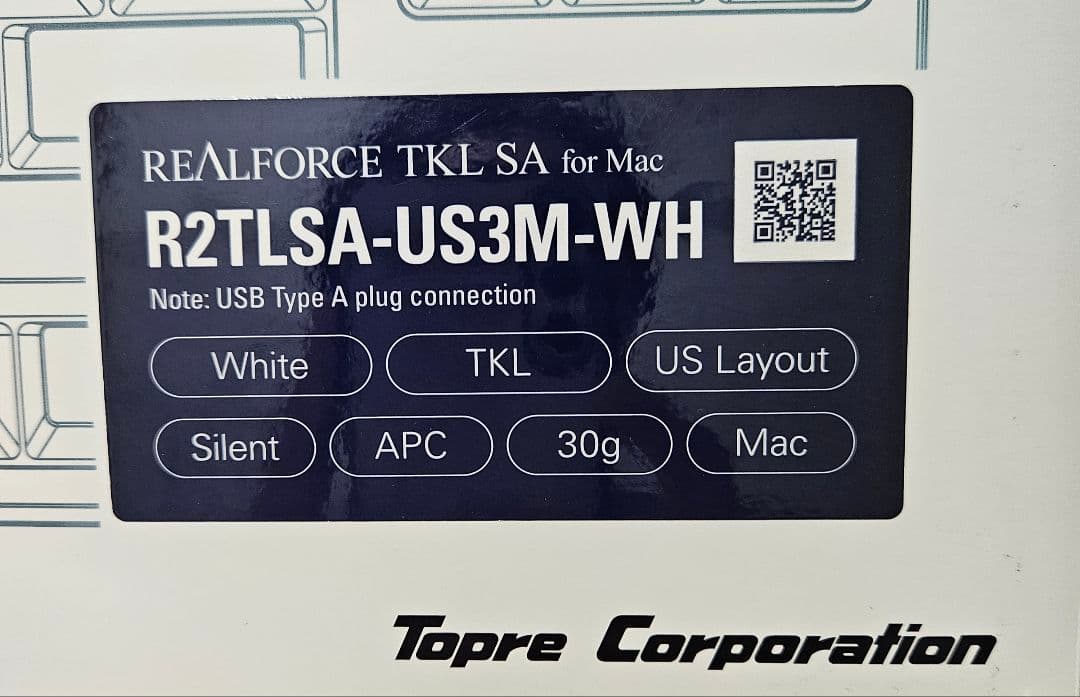 REALFORCE TKL SA for Mac
R2TLSA-US3M-WH
Note: USB Type A plug connection
White TKL US Layout
Silent APC 30g Mac
Topre Corporation